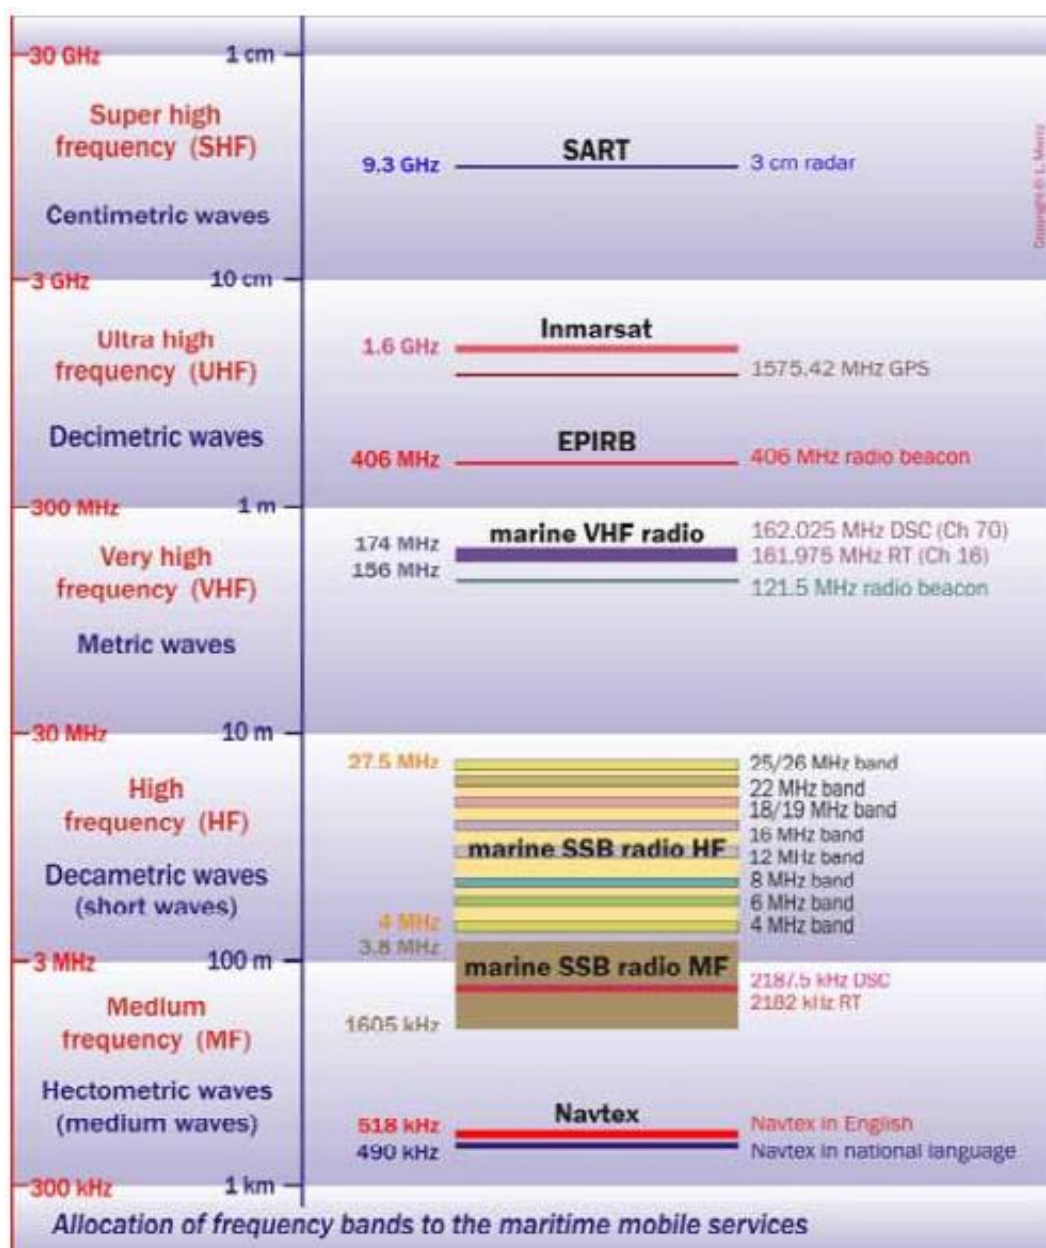 30 GHz
1 cm
Super high
frequency (SHF)
Centimetric waves
SART
9.3 GHz
3 cm radar
Copyright © L.
3 GHz
10 cm
Ultra high
frequency (UHF)
Decimetric waves
Inmarsat
1.6 GHz
1575.42 MHz GPS
EPIRB
406 MHz
406 MHz radio beacon
300 MHz
1 m
Very high
frequency (VHF)
Metric waves
marine VHF radio
174 MHz
156 MHz
162.025 MHz DSC (Ch 70)
161.975 MHz RT (Ch 16)
121.5 MHz radio beacon
30 MHz
10 m
High
frequency (HF)
Decametric waves
(short waves)
27.5 MHz
25/26 MHz band
22 MHz band
18/19 MHz band
16 MHz band
marine SSB radio HF
12 MHz band
8 MHz band
6 MHz band
4 MHz
4 MHz band
3.8 MHz
3 MHz
100 m
Medium
frequency (MF)
Hectometric waves
(medium waves)
marine SSB radio MF
2187.5 kHz DSC
2182 kHz RT
1605 kHz
Navtex
518 kHz
Navtex in English
490 kHz
Navtex in national language
300 kHz
1 km
Allocation of frequency bands to the maritime mobile services